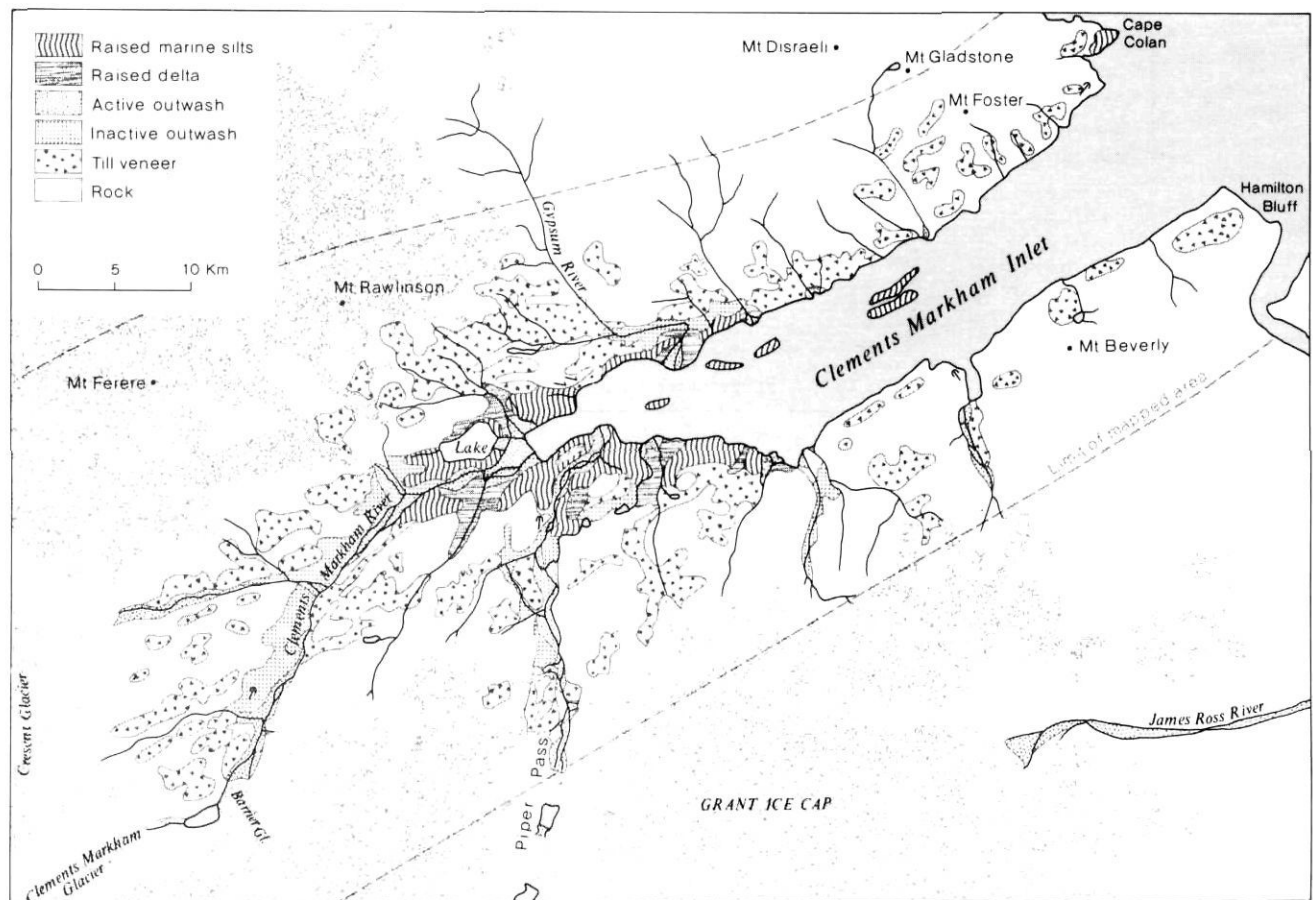 Raised marine silts
Raised delta
Active outwash
Inactive outwash
Till veneer
Rock
0 5 10 Km
Cape
Colan
Mt Disraeli
Mt Gladstone
Mt Foster
Hamilton
Bluff
Gypsum River
Mt Rawlinson
Clements Markham Inlet
Mt Beverly
Mt Ferere
Limit of mapped area
Lake
Clements Markham River
Cresent Glacier
James Ross River
Piper Pass
GRANT ICE CAP
Barrier Gl.
Clements Markham
Glacier